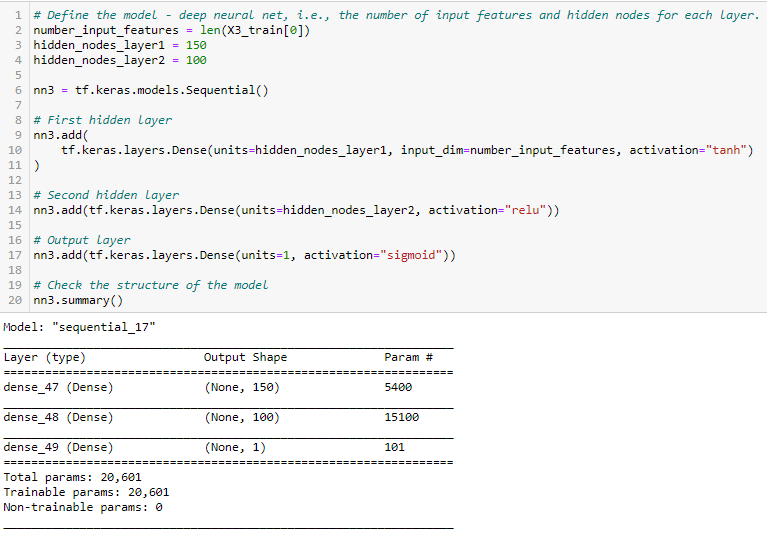 1 # Define the model - deep neural net, i.e., the number of input features and hidden nodes for each layer.
2 number_input_features = len(X3_train[0])
3 hidden_nodes_layer1 = 150
4 hidden_nodes_layer2 = 100
5
6 nn3 = tf.keras.models.Sequential()
7
8 # First hidden layer
9 nn3.add(
10     tf.keras.layers.Dense(units=hidden_nodes_layer1, input_dim=number_input_features, activation="tanh")
11 )
12
13 # Second hidden layer
14 nn3.add(tf.keras.layers.Dense(units=hidden_nodes_layer2, activation="relu"))
15
16 # Output layer
17 nn3.add(tf.keras.layers.Dense(units=1, activation="sigmoid"))
18
19 # Check the structure of the model
20 nn3.summary()
Model: "sequential_17"
Layer (type) Output Shape Param #
dense_47 (Dense) (None, 150) 5400
dense_48 (Dense) (None, 100) 15100
dense_49 (Dense) (None, 1) 101
Total params: 20,601
Trainable params: 20,601
Non-trainable params: 0